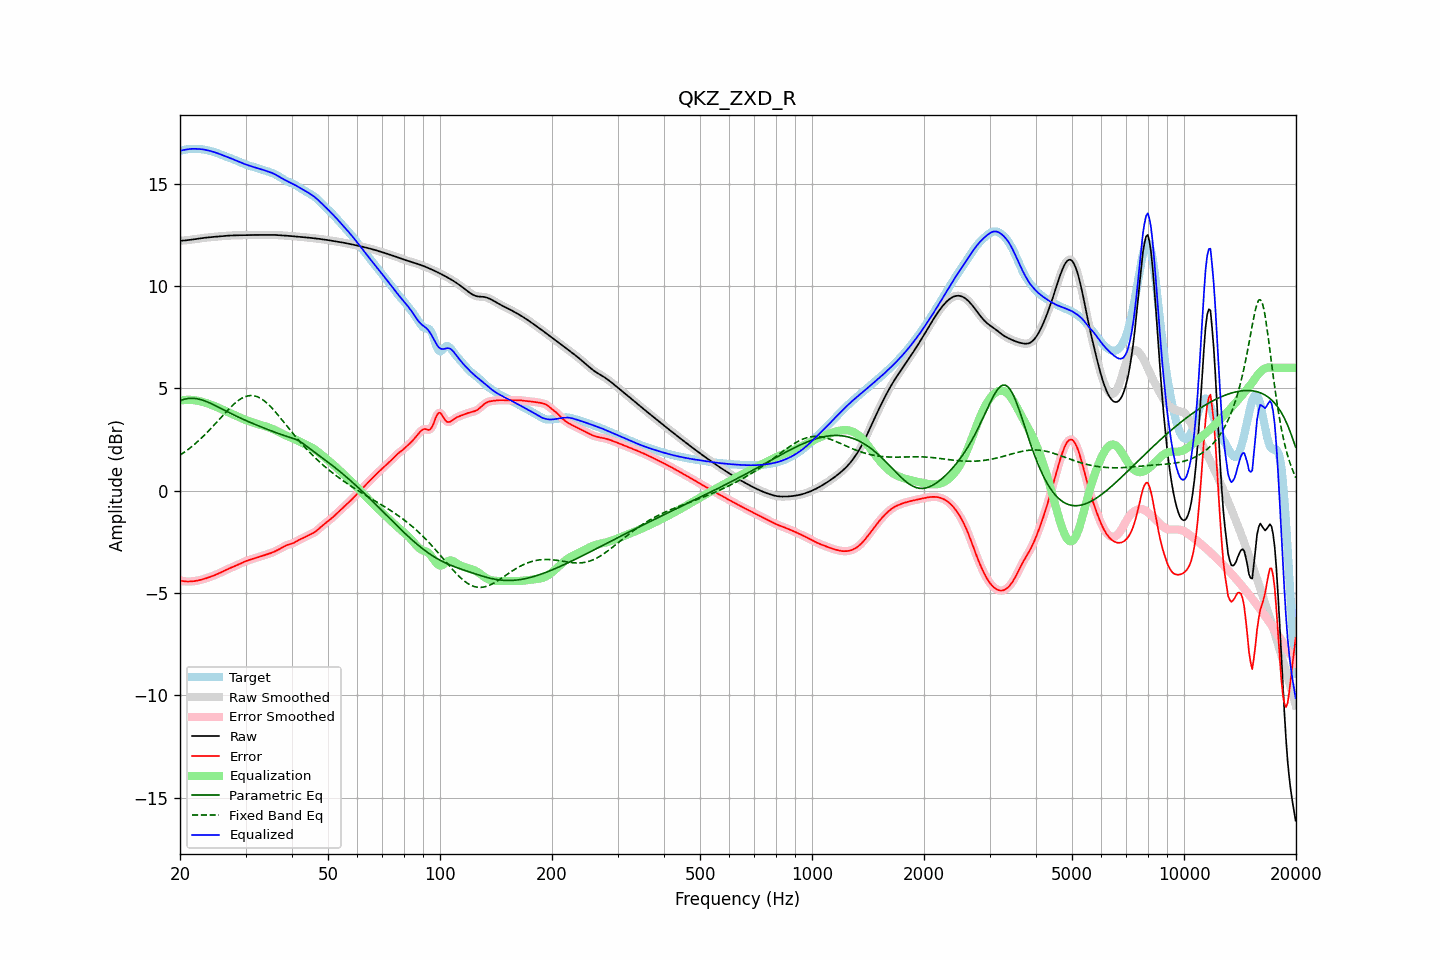 QKZ_ZXD_R
Amplitude (dBr)
15
10
5
0
−5
−10
−15
Target
Raw Smoothed
Error Smoothed
Raw
Error
Equalization
Parametric Eq
Fixed Band Eq
Equalized
20
50
100
200
500
1000
2000
5000
10000
20000
Frequency (Hz)